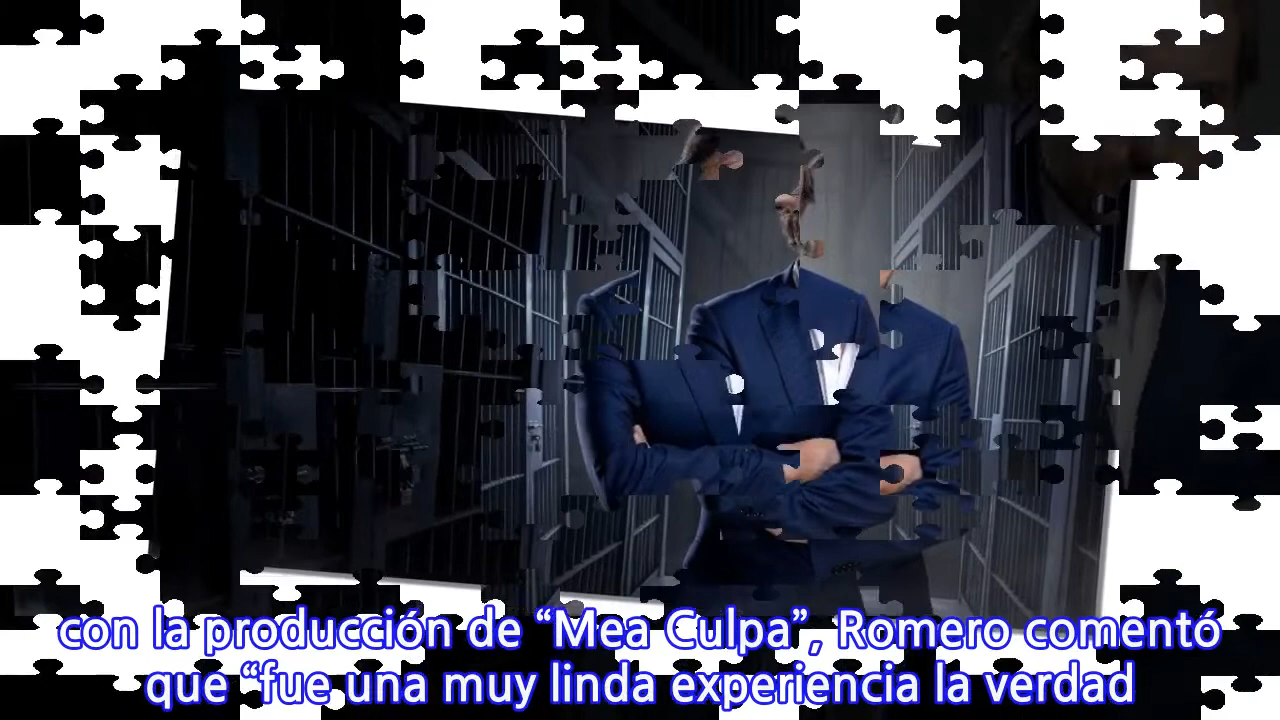 con la producción de “Mea Culpa”, Romero comentó
que “fue una muy linda experiencia la verdad